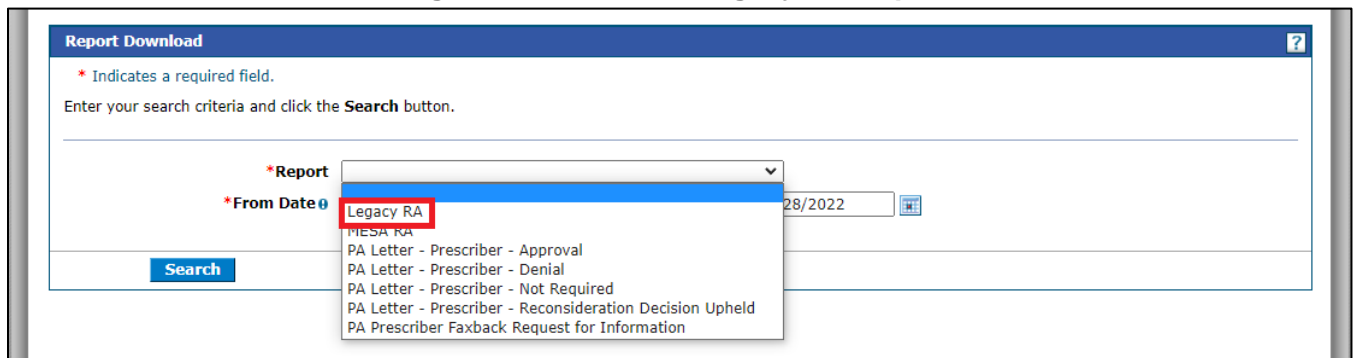 Report Download
?
* Indicates a required field.
Enter your search criteria and click the Search button.
*Report
*From Date
28/2022
Legacy RA
MESA RA
PA Letter - Prescriber - Approval
PA Letter - Prescriber - Denial
PA Letter - Prescriber - Not Required
PA Letter - Prescriber - Reconsideration Decision Upheld
PA Prescriber Faxback Request for Information
Search